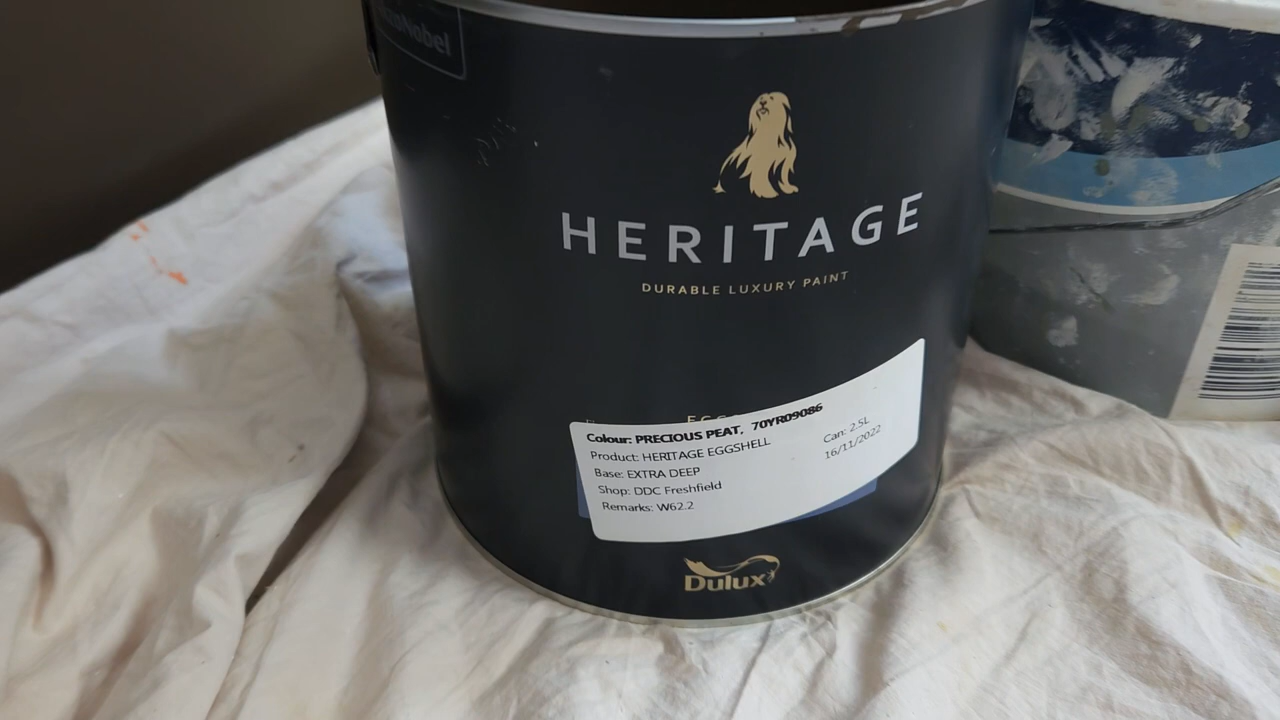 AkzoNobel
HERITAGE
DURABLE LUXURY PAINT
Colour: PRECIOUS PEAT, 70YR09086
Product: HERITAGE EGGSHELL
Can: 2.5L
Base: EXTRA DEEP
16/11/2022
Shop: DDC Freshfield
Remarks: W62.2
Dulux